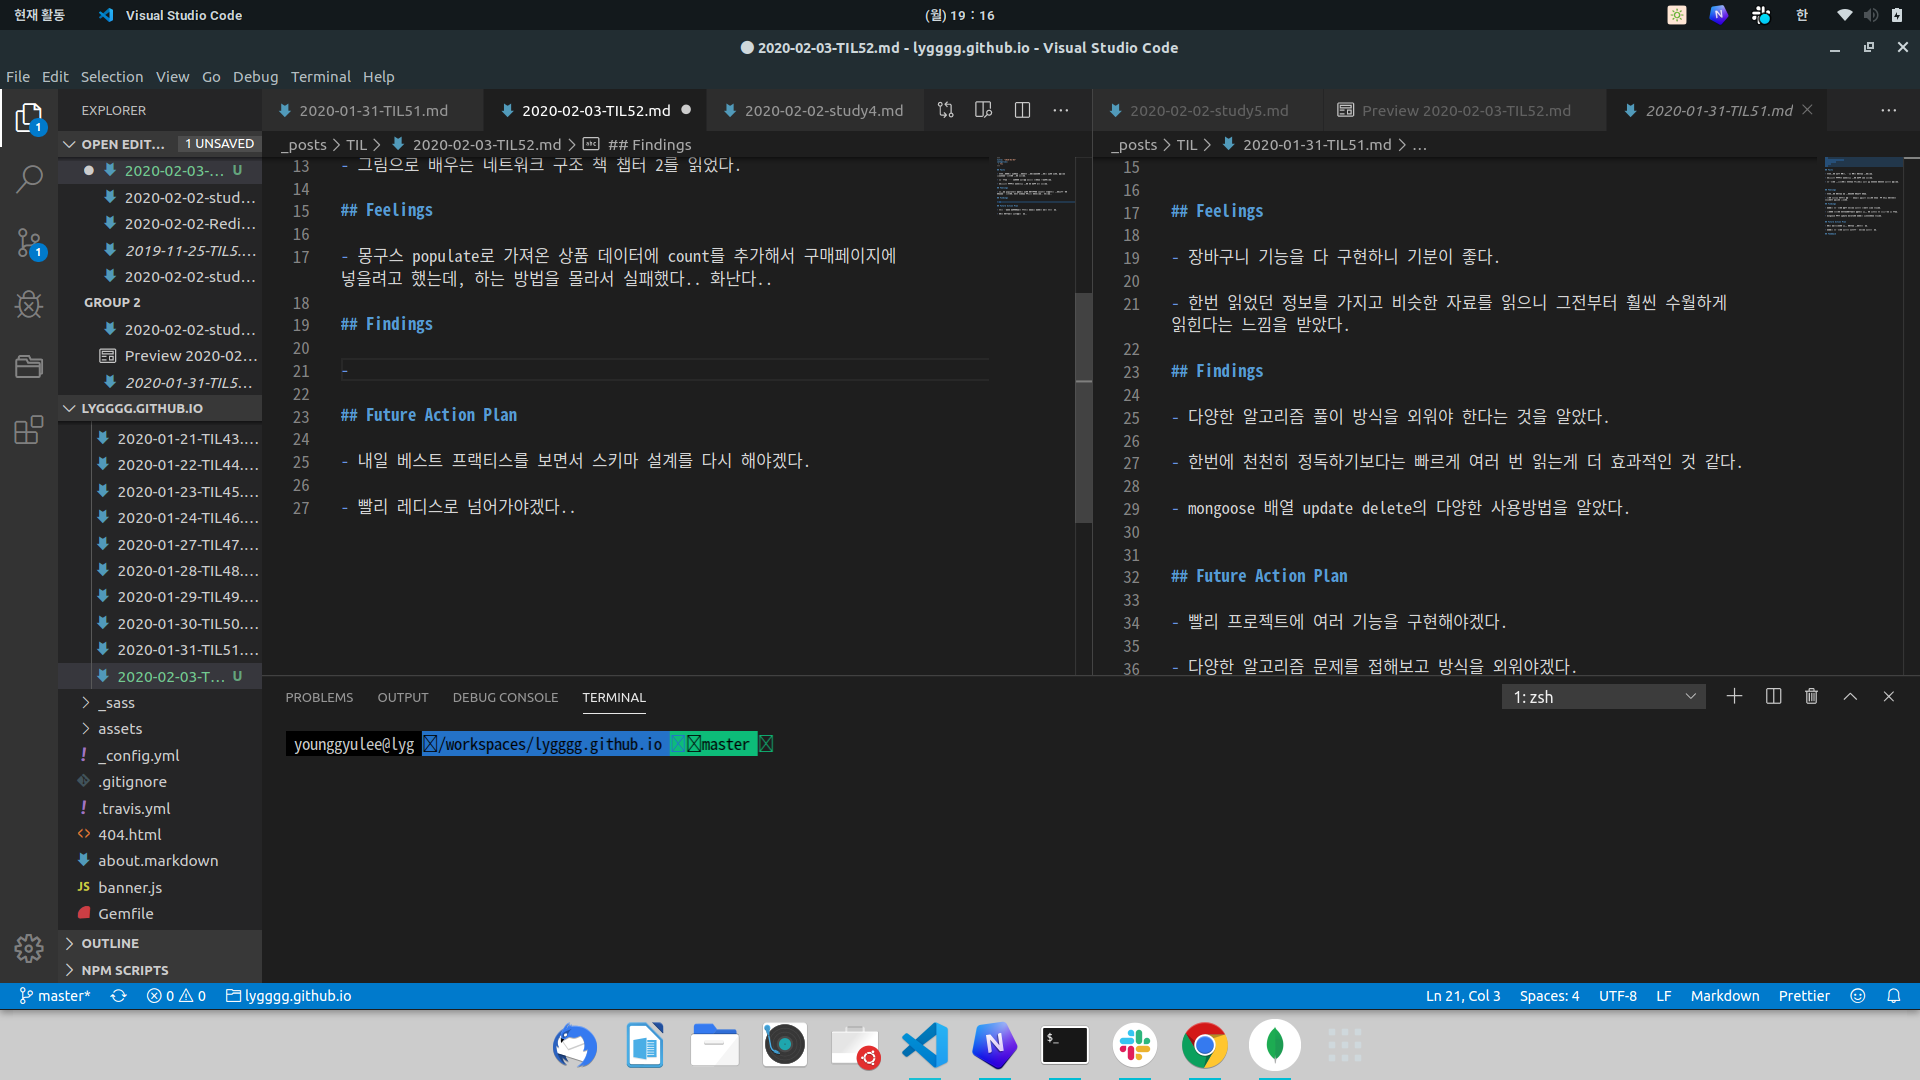 현재 활동
Visual Studio Code
(월) 19 : 16
한
● 2020-02-03-TIL52.md - lygggg.github.io - Visual Studio Code
File Edit Selection View Go Debug Terminal Help
EXPLORER
OPEN EDIT... 1 UNSAVED
2020-02-03-... U
2020-02-02-stud...
2020-02-02-Redi...
2019-11-25-TIL5....
2020-02-02-stud...
GROUP 2
2020-02-02-stud...
Preview 2020-02...
2020-01-31-TIL5...
LYGGGG.GITHUB.IO
2020-01-21-TIL43....
2020-01-22-TIL44....
2020-01-23-TIL45....
2020-01-24-TIL46....
2020-01-27-TIL47....
2020-01-28-TIL48....
2020-01-29-TIL49....
2020-01-30-TIL50....
2020-01-31-TIL51....
2020-02-03-T... U
_sass
assets
_config.yml
.gitignore
.travis.yml
404.html
about.markdown
JS banner.js
Gemfile
OUTLINE
NPM SCRIPTS
2020-01-31-TIL51.md
2020-02-03-TIL52.md ●
2020-02-02-study4.md
_posts > TIL > 2020-02-03-TIL52.md > ## Findings
13 - 그림으로 배우는 네트워크 구조 책 챕터 2를 읽었다.
14
15 ## Feelings
16
17 - 몽구스 populate로 가져온 상품 데이터에 count를 추가해서 구매페이지에
넣을려고 했는데, 하는 방법을 몰라서 실패했다.. 화난다..
18
19 ## Findings
20
21 -
22
23 ## Future Action Plan
24
25 - 내일 베스트 프랙티스를 보면서 스키마 설계를 다시 해야겠다.
26
27 - 빨리 레디스로 넘어가야겠다..
2020-02-02-study5.md
Preview 2020-02-03-TIL52.md
2020-01-31-TIL51.md
_posts > TIL > 2020-01-31-TIL51.md > ...
15
16
17 ## Feelings
18
19 - 장바구니 기능을 다 구현하니 기분이 좋다.
20
21 - 한번 읽었던 정보를 가지고 비슷한 자료를 읽으니 그전부터 훨씬 수월하게
읽힌다는 느낌을 받았다.
22
23 ## Findings
24
25 - 다양한 알고리즘 풀이 방식을 외워야 한다는 것을 알았다.
26
27 - 한번에 천천히 정독하기보다는 빠르게 여러 번 읽는게 더 효과적인 것 같다.
28
29 - mongoose 배열 update delete의 다양한 사용방법을 알았다.
30
31
32 ## Future Action Plan
33
34 - 빨리 프로젝트에 여러 기능을 구현해야겠다.
35
36 - 다양한 알고리즘 문제를 접해보고 방식을 외워야겠다.
PROBLEMS OUTPUT DEBUG CONSOLE TERMINAL
1: zsh
younggyulee@lyg /workspaces/lygggg.github.io master
master* 0 0 lygggg.github.io
Ln 21, Col 3 Spaces: 4 UTF-8 LF Markdown Prettier